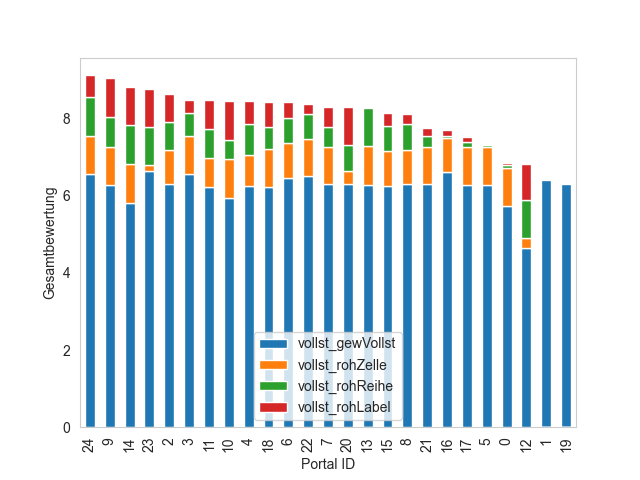 Gesamtbewertung
8
6
4
2
0
vollst_gewVollst
vollst_rohZelle
vollst_rohReihe
vollst_rohLabel
24 9 14 23 2 3 11 10 4 18 6 22 7 20 13 15 8 21 16 17 5 0 12 1 19
Portal ID